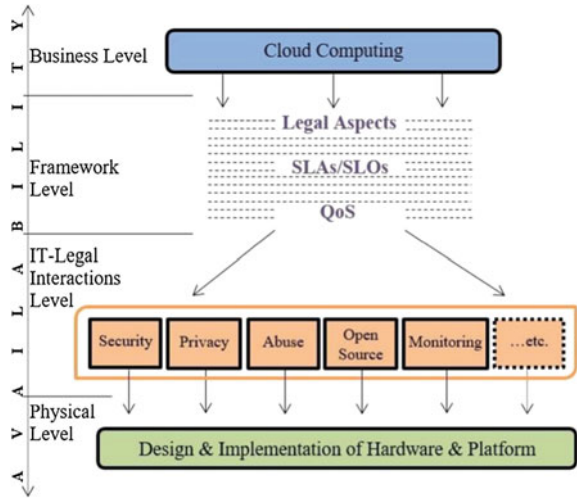 AVAILABILITY
Business Level
Cloud Computing
Framework
Level
Legal Aspects
SLAs/SLOs
QoS
IT-Legal
Interactions
Level
Security
Privacy
Abuse
Open
Source
Monitoring
...etc.
Physical
Level
Design & Implementation of Hardware & Platform